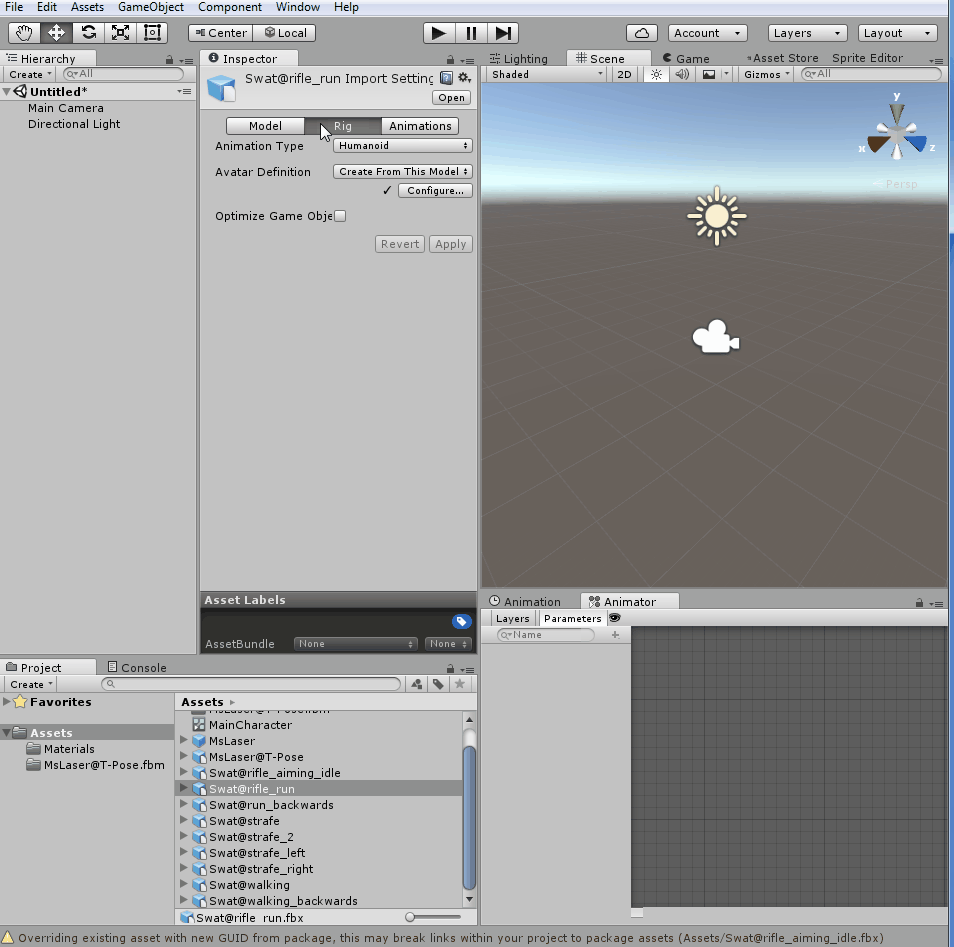 File Edit Assets GameObject Component Window Help
Center Local Account Layers Layout
Hierarchy Inspector Lighting Scene Game Asset Store Sprite Editor
Create All
Untitled*
Main Camera
Directional Light
Swat@rifle_run Import Setting
Open
Model Rig Animations
Animation Type Humanoid
Avatar Definition Create From This Model
✓ Configure...
Optimize Game Obje
Revert Apply
Asset Labels
AssetBundle None None
Shaded 2D Gizmos All
y
x z
Persp
Animation Animator
Layers Parameters
Name +
Project Console
Create
Favorites
Assets
Materials
MsLaser@T-Pose.fbm
Assets
MsLaser@T-Pose.fbm
MainCharacter
MsLaser
MsLaser@T-Pose
Swat@rifle_aiming_idle
Swat@rifle_run
Swat@run_backwards
Swat@strafe
Swat@strafe_2
Swat@strafe_left
Swat@strafe_right
Swat@walking
Swat@walking_backwards
Swat@rifle_run.fbx
Overriding existing asset with new GUID from package, this may break links within your project to package assets (Assets/Swat@rifle_aiming_idle.fbx)